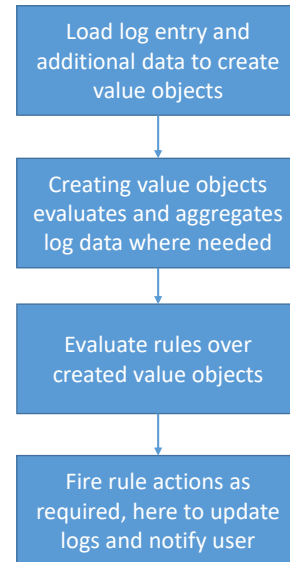 Load log entry and
additional data to create
value objects
Creating value objects
evaluates and aggregates
log data where needed
Evaluate rules over
created value objects
Fire rule actions as
required, here to update
logs and notify user